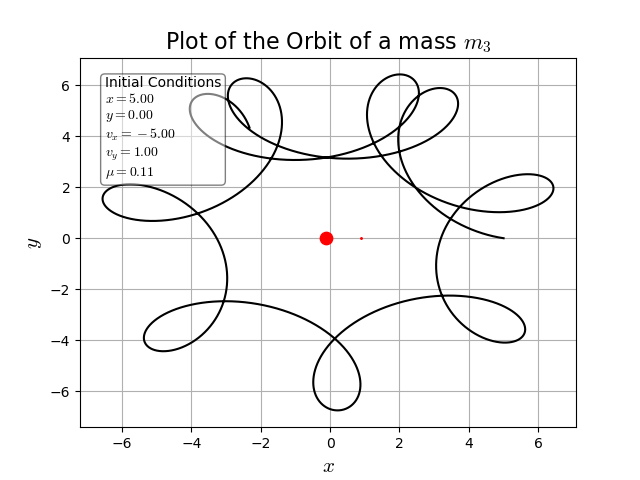 Plot of the Orbit of a mass m₃
Initial Conditions
x = 5.00
y = 0.00
vₓ = −5.00
v_y = 1.00
μ = 0.11
y
6
4
2
0
−2
−4
−6
−6 −4 −2 0 2 4 6
x